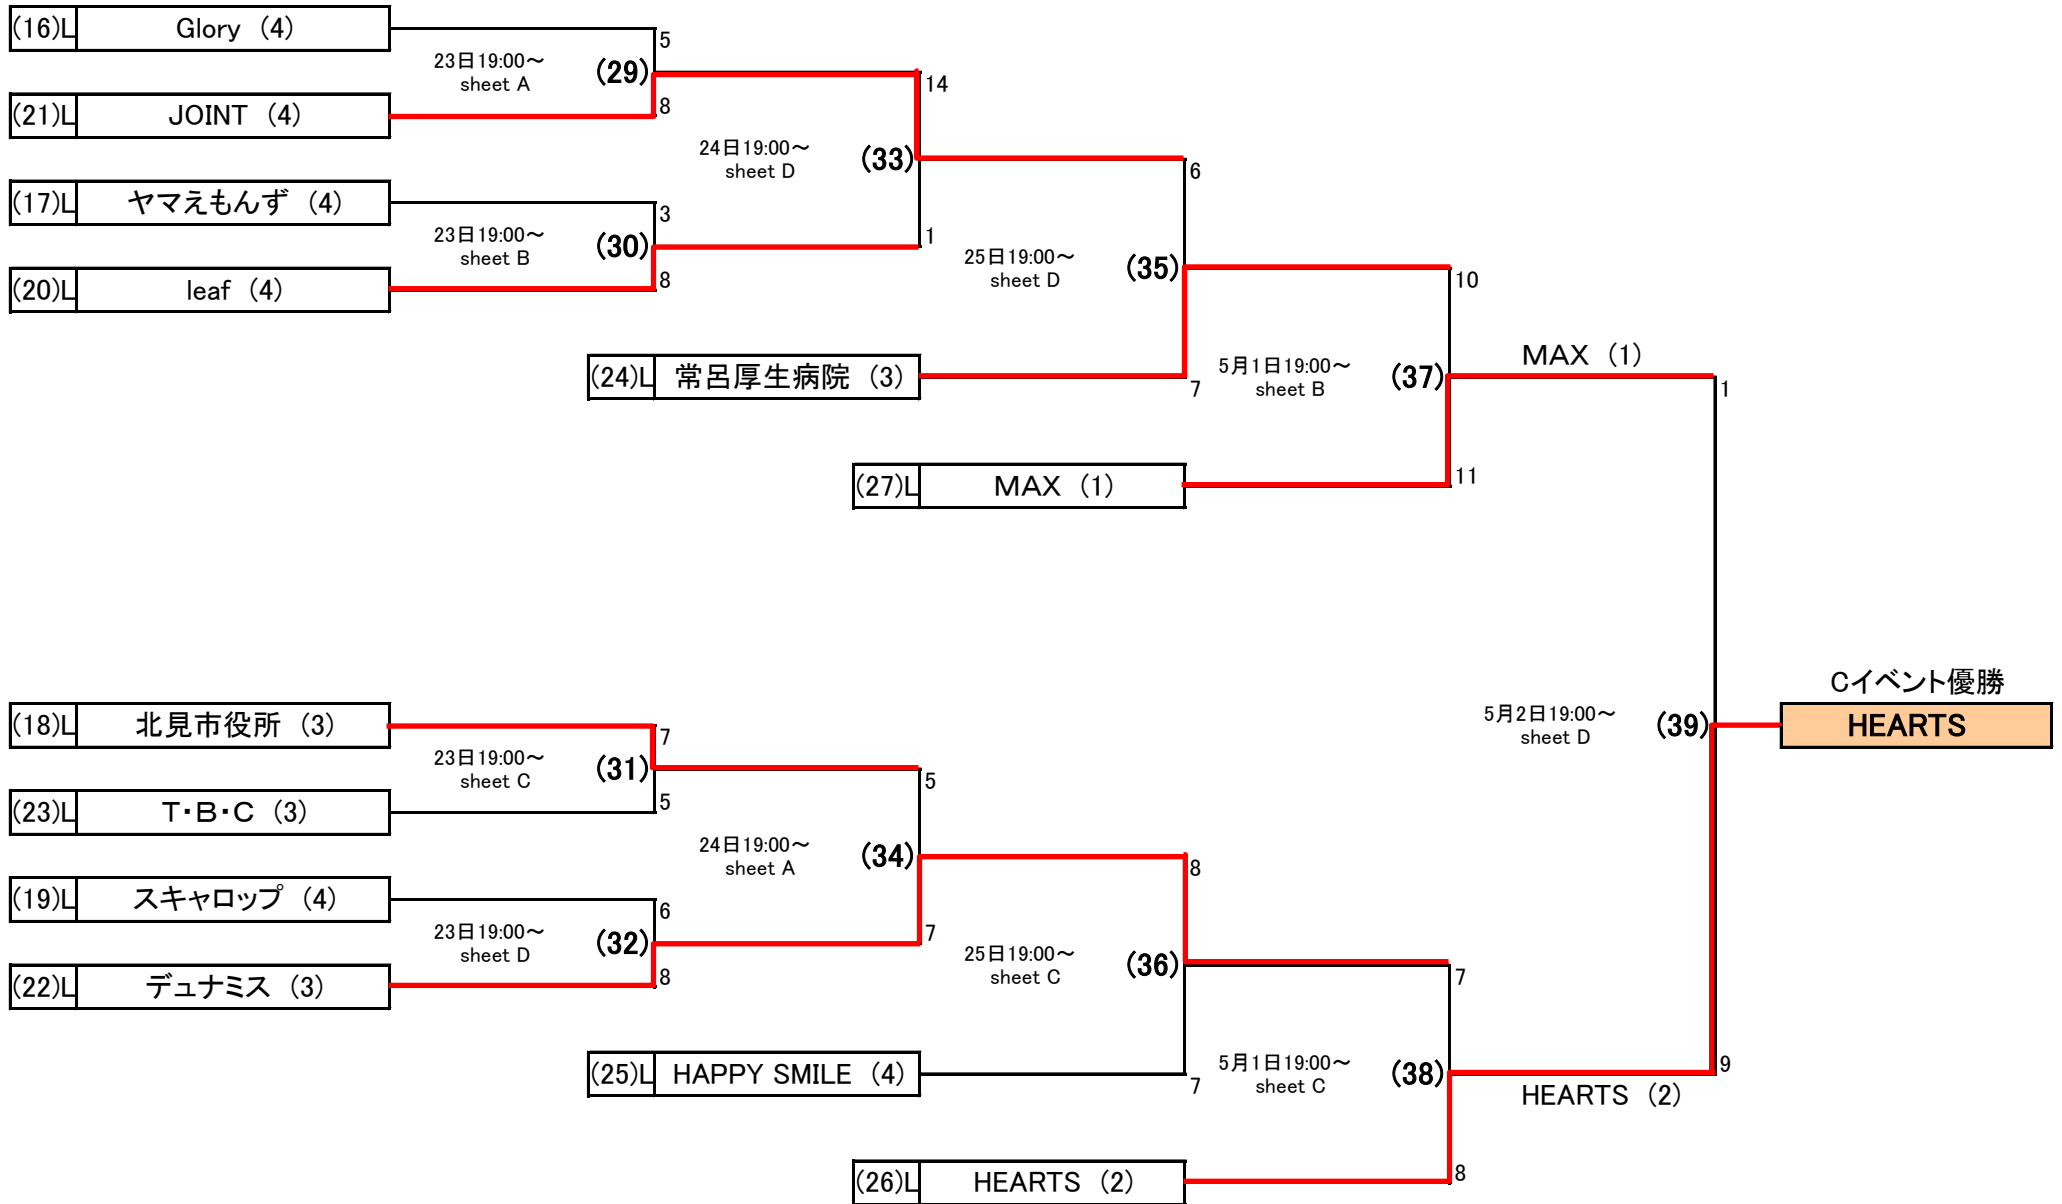 (16)L Glory (4)
5
23日19:00～
sheet A
(29)
14
(21)L JOINT (4)
8
24日19:00～
sheet D
(33)
6
(17)L ヤマえもんず (4)
3
23日19:00～
sheet B
(30)
1
25日19:00～
sheet D
(35)
10
(20)L leaf (4)
8
(24)L 常呂厚生病院 (3)
7
5月1日19:00～
sheet B
(37)
MAX (1)
1
(27)L MAX (1)
11
Cイベント優勝
HEARTS
5月2日19:00～
sheet D
(39)
(18)L 北見市役所 (3)
7
23日19:00～
sheet C
(31)
5
(23)L T・B・C (3)
5
24日19:00～
sheet A
(34)
8
(19)L スキャロップ (4)
6
23日19:00～
sheet D
(32)
7
25日19:00～
sheet C
(36)
7
(22)L デュナミス (3)
8
(25)L HAPPY SMILE (4)
7
5月1日19:00～
sheet C
(38)
9
HEARTS (2)
(26)L HEARTS (2)
8